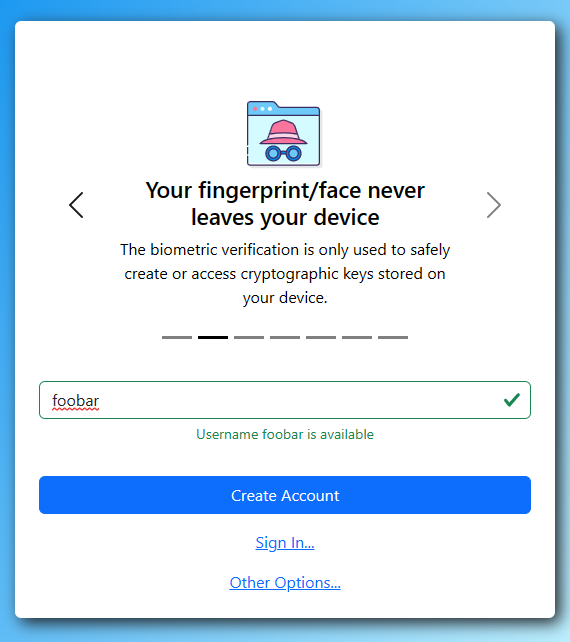 Your fingerprint/face never
leaves your device
The biometric verification is only used to safely
create or access cryptographic keys stored on
your device.
foobar
Username foobar is available
Create Account
Sign In...
Other Options...